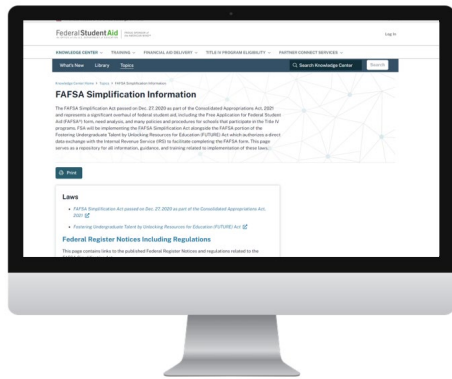 Federal Student Aid
Log In
KNOWLEDGE CENTER
TRAINING
FINANCIAL AID DELIVERY
TITLE IV PROGRAM ELIGIBILITY
PARTNER CONNECT SERVICES
What's New
Library
Topics
Search Knowledge Center
Search
Knowledge Center Home > Topics > FAFSA Simplification Information
FAFSA Simplification Information
The FAFSA Simplification Act passed on Dec. 27, 2020 as part of the Consolidated Appropriations Act, 2021
and represents a significant overhaul of federal student aid, including the Free Application for Federal Student
Aid (FAFSA®) form, need analysis, and many policies and procedures for schools that participate in the Title IV
programs. FSA will be implementing the FAFSA Simplification Act alongside the FAFSA portion of the
Fostering Undergraduate Talent by Unlocking Resources for Education (FUTURE) Act which authorizes a direct
data exchange with the Internal Revenue Service (IRS) to facilitate completing the FAFSA form. This page
serves as a repository for all information, guidance, and training related to implementation of these laws.
Print
Laws
• FAFSA Simplification Act passed on Dec. 27, 2020 as part of the Consolidated Appropriations Act,
2021
• Fostering Undergraduate Talent by Unlocking Resources for Education (FUTURE) Act
Federal Register Notices Including Regulations
This page contains links to the published Federal Register Notices and regulations related to the